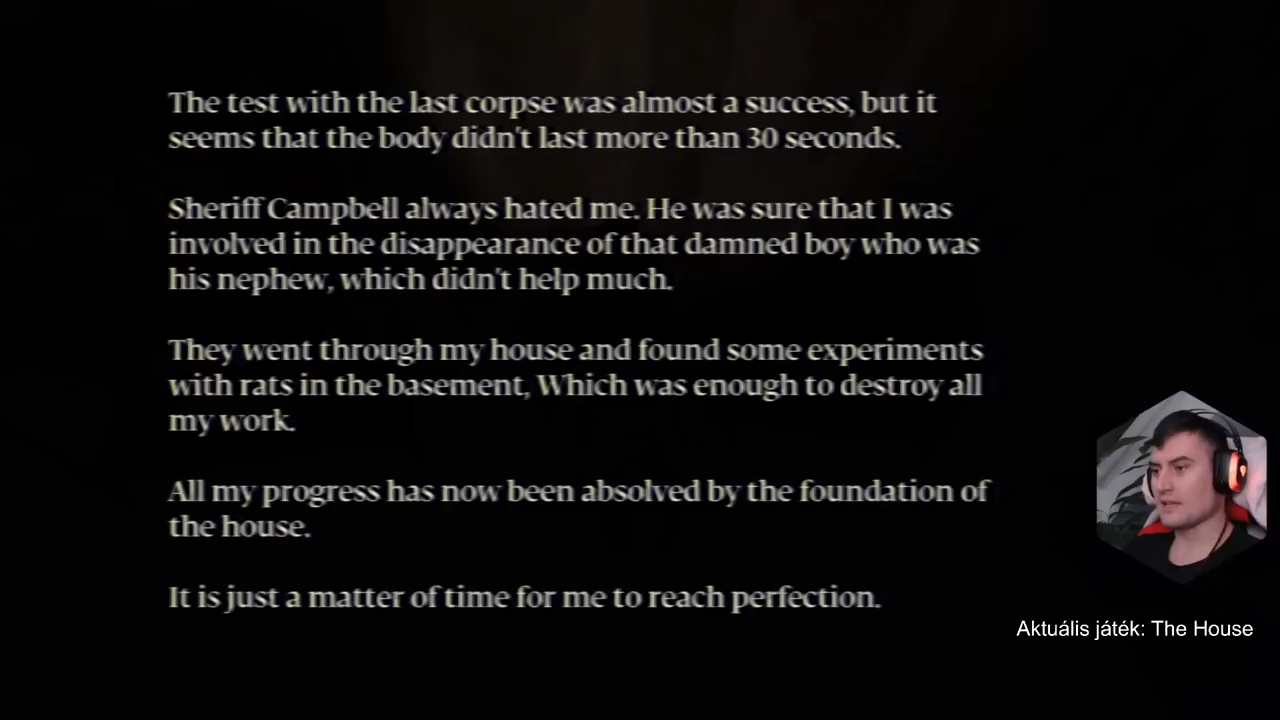 The test with the last corpse was almost a success, but it
seems that the body didn't last more than 30 seconds.
Sheriff Campbell always hated me. He was sure that I was
involved in the disappearance of that damned boy who was
his nephew, which didn't help much.
They went through my house and found some experiments
with rats in the basement, Which was enough to destroy all
my work.
All my progress has now been absolved by the foundation of
the house.
It is just a matter of time for me to reach perfection.
Aktuális játék: The House